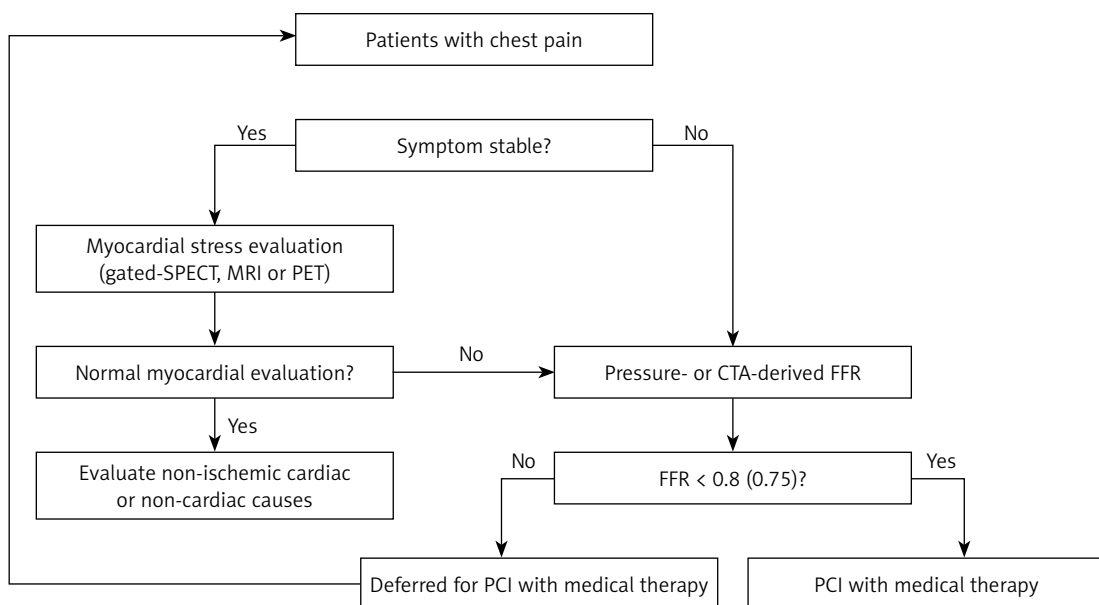 Patients with chest pain
Yes
No
Symptom stable?
Myocardial stress evaluation
(gated-SPECT, MRI or PET)
No
Normal myocardial evaluation?
Pressure- or CTA-derived FFR
Yes
Evaluate non-ischemic cardiac
or non-cardiac causes
No
Yes
FFR < 0.8 (0.75)?
Deferred for PCI with medical therapy
PCI with medical therapy